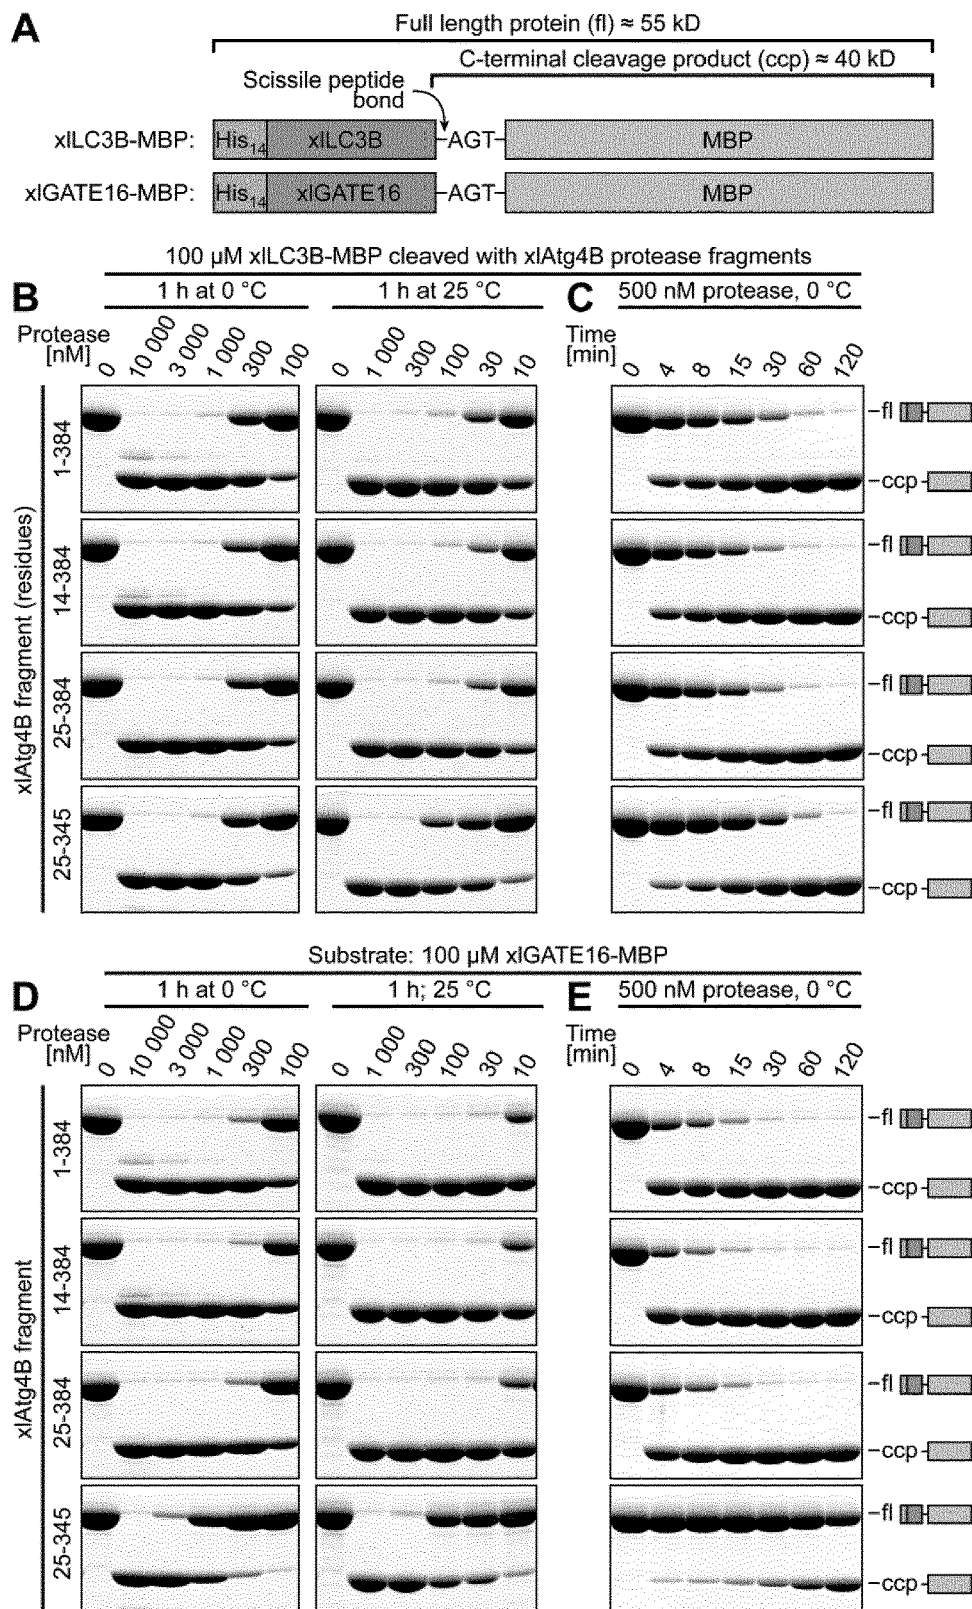 A
Full length protein (fl) ≈ 55 kD
C-terminal cleavage product (ccp) ≈ 40 kD
Scissile peptide
bond
xlLC3B-MBP: His14 xlLC3B AGT MBP
xlGATE16-MBP: His14 xlGATE16 AGT MBP
100 µM xlLC3B-MBP cleaved with xlAtg4B protease fragments
B 1 h at 0 °C 1 h at 25 °C C 500 nM protease, 0 °C
Protease
[nM] 0 10 000 3 000 1 000 300 100 0 1 000 300 100 30 10 Time
[min] 0 4 8 15 30 60 120
xlAtg4B fragment (residues)
1-384 –fl
–ccp
14-384 –fl
–ccp
25-384 –fl
–ccp
25-345 –fl
–ccp
Substrate: 100 µM xlGATE16-MBP
D 1 h at 0 °C 1 h; 25 °C E 500 nM protease, 0 °C
Protease
[nM] 0 10 000 3 000 1 000 300 100 0 1 000 300 100 30 10 Time
[min] 0 4 8 15 30 60 120
xlAtg4B fragment
1-384 –fl
–ccp
14-384 –fl
–ccp
25-384 –fl
–ccp
25-345 –fl
–ccp